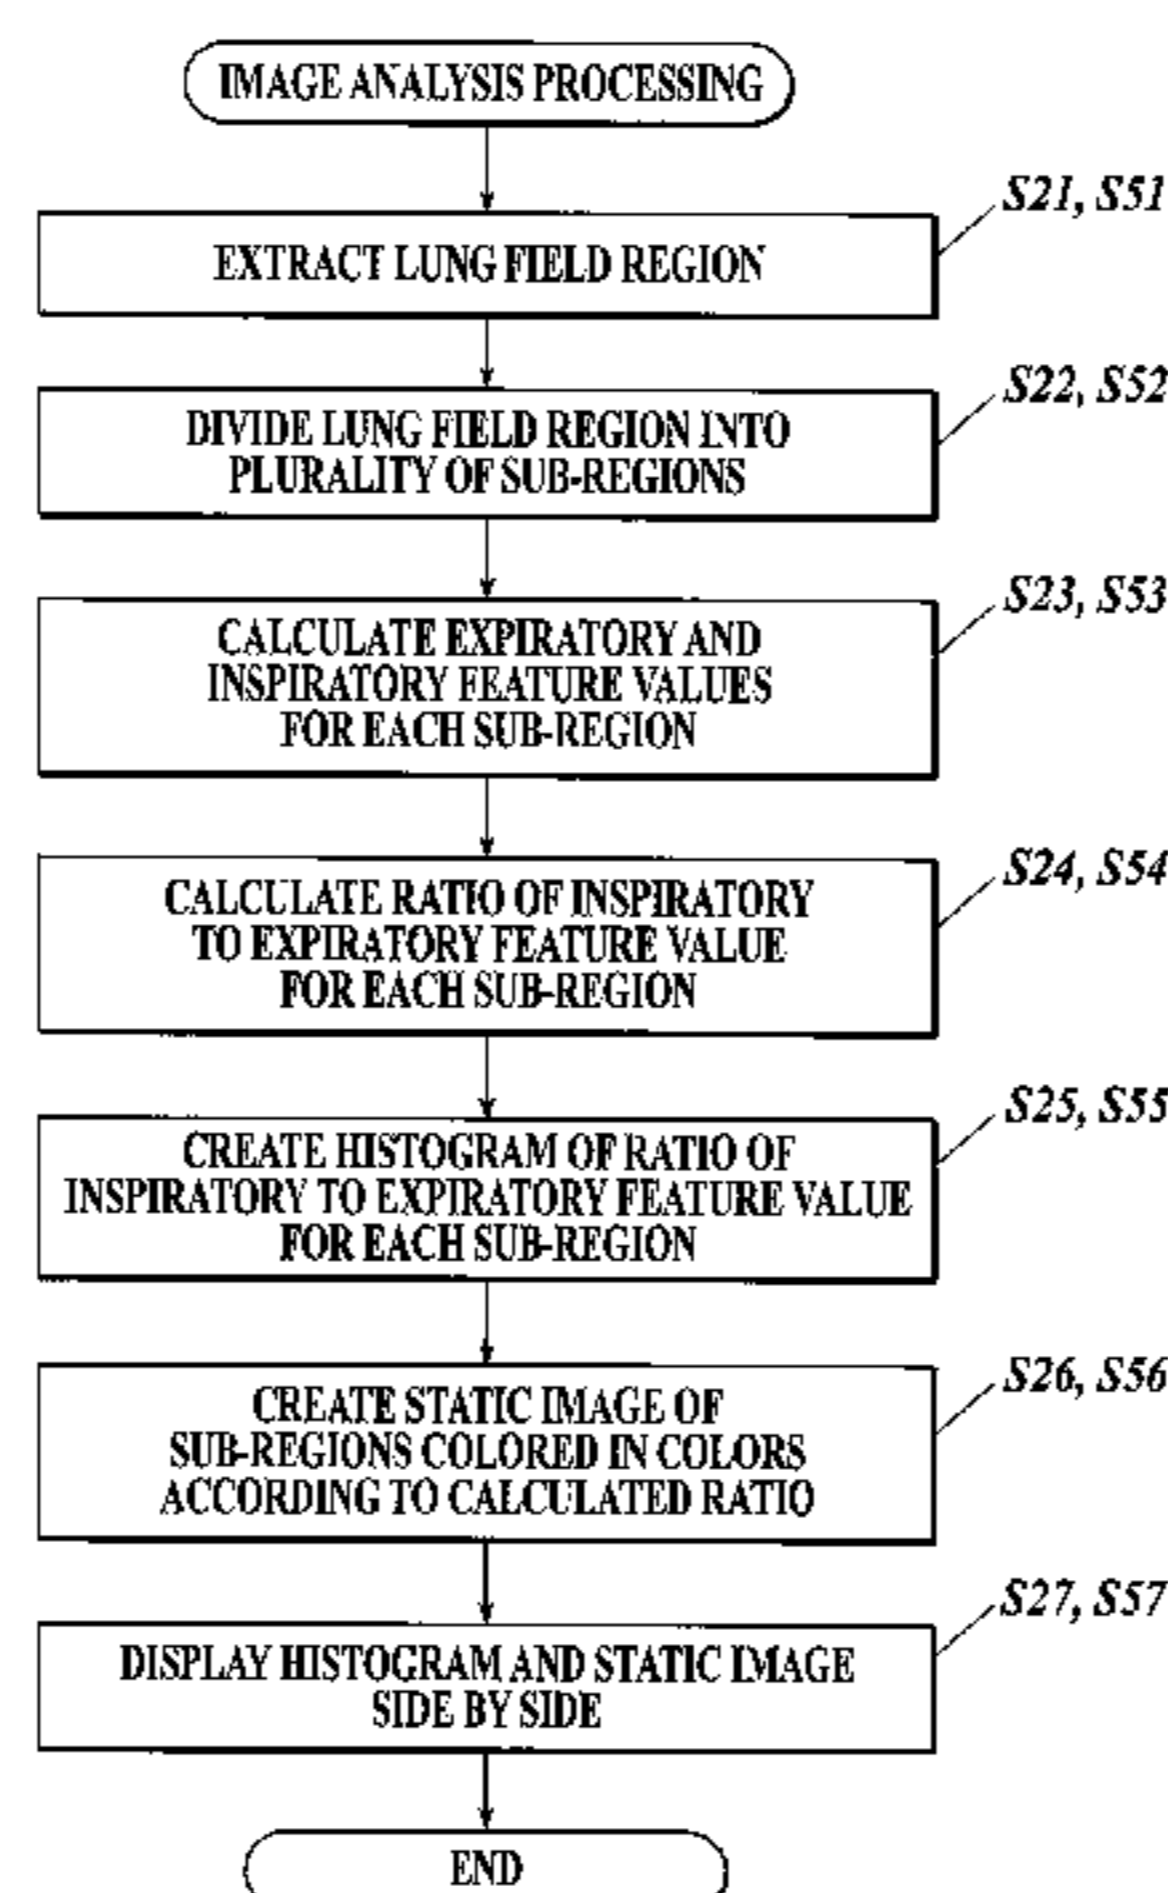 IMAGE ANALYSIS PROCESSING
S21, S51
EXTRACT LUNG FIELD REGION
S22, S52
DIVIDE LUNG FIELD REGION INTO
PLURALITY OF SUB-REGIONS
S23, S53
CALCULATE EXPIRATORY AND
INSPIRATORY FEATURE VALUES
FOR EACH SUB-REGION
S24, S54
CALCULATE RATIO OF INSPIRATORY
TO EXPIRATORY FEATURE VALUE
FOR EACH SUB-REGION
S25, S55
CREATE HISTOGRAM OF RATIO OF
INSPIRATORY TO EXPIRATORY FEATURE VALUE
FOR EACH SUB-REGION
S26, S56
CREATE STATIC IMAGE OF
SUB-REGIONS COLORED IN COLORS
ACCORDING TO CALCULATED RATIO
S27, S57
DISPLAY HISTOGRAM AND STATIC IMAGE
SIDE BY SIDE
END